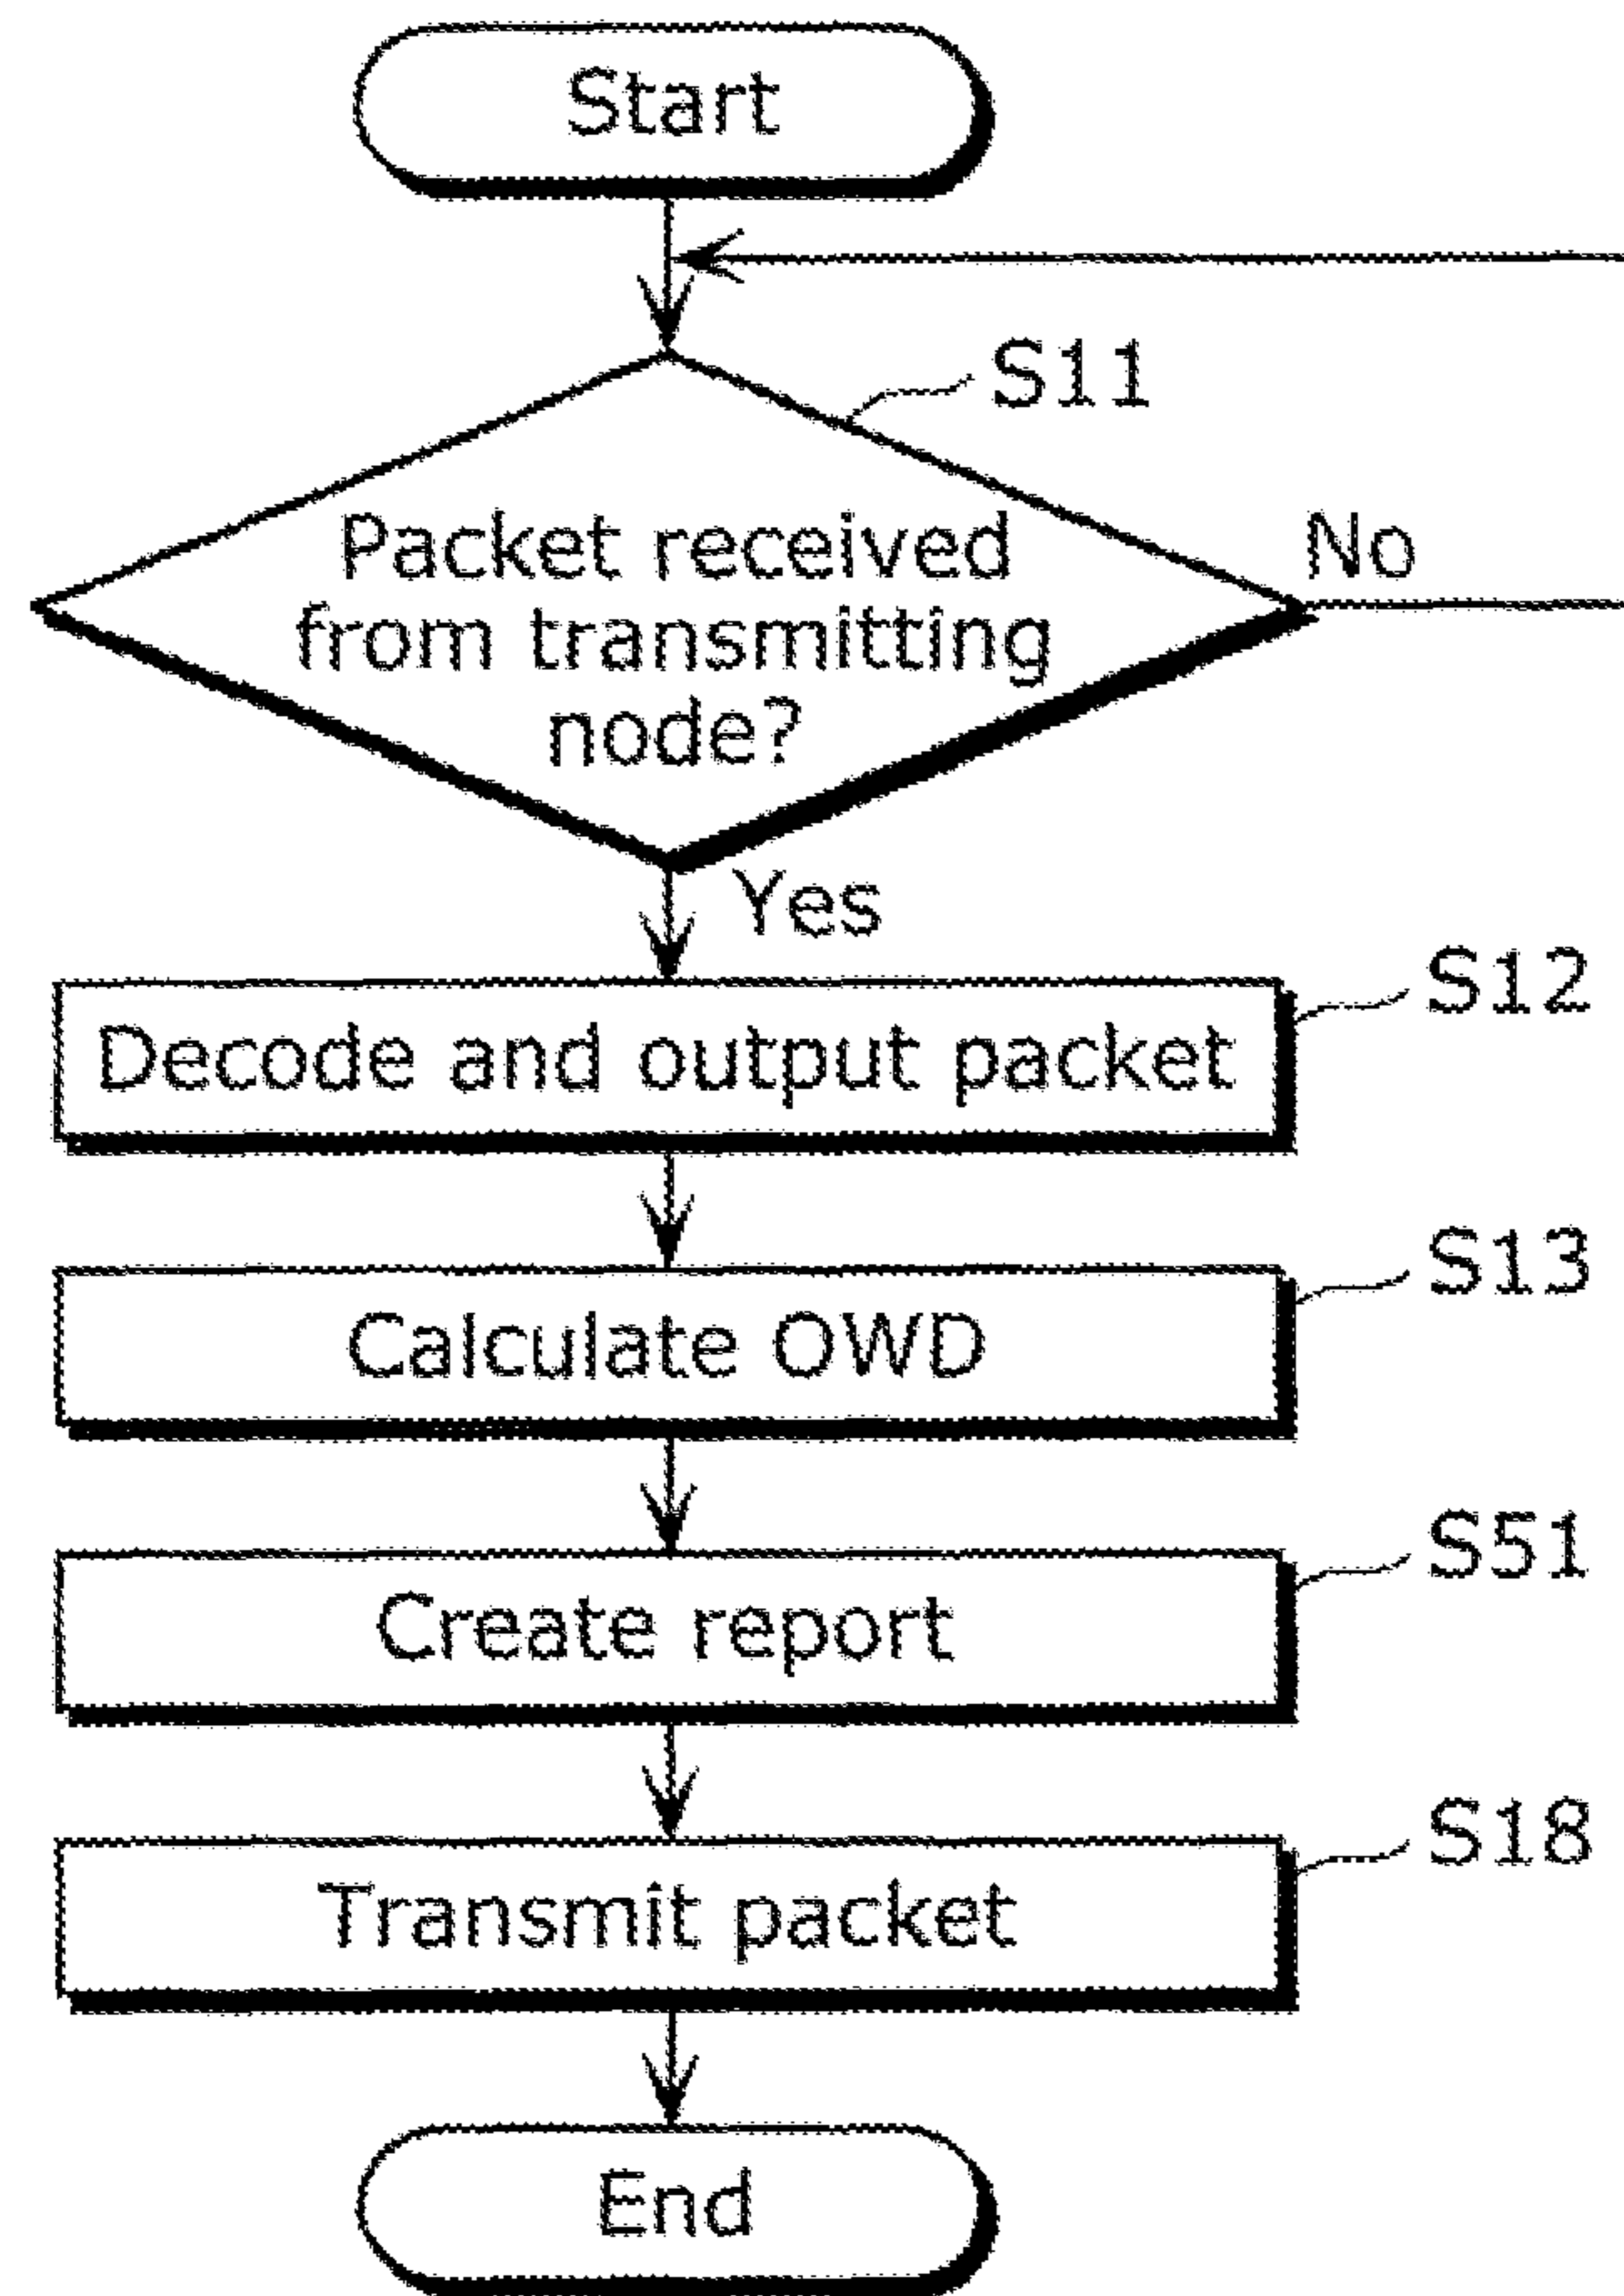 Start
S11
Packet received
from transmitting
node?
No
Yes
S12
Decode and output packet
S13
Calculate OWD
S51
Create report
S18
Transmit packet
End